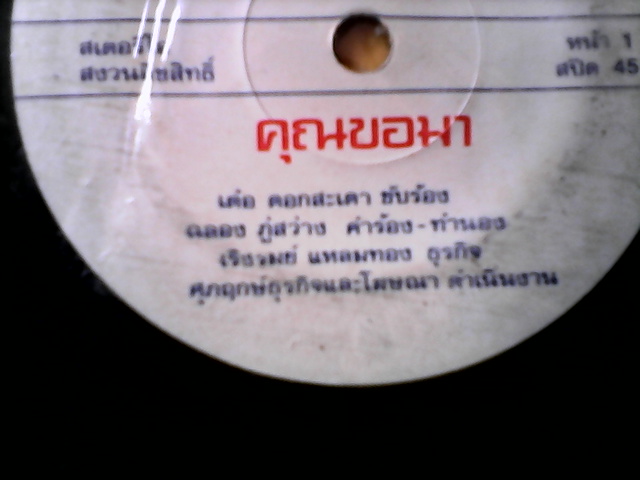 สเตอริโอ หน้า 1
สงวนลิขสิทธิ์ สปีด 45
คุณขอมา
เด๋อ ดอกสะเดา ขับร้อง
ฉลอง ภู่สว่าง คำร้อง-ทำนอง
เริงรมย์ แหลมทอง ธุรกิจ
ศุภฤกษ์ธุรกิจและโฆษณา ดำเนินงาน